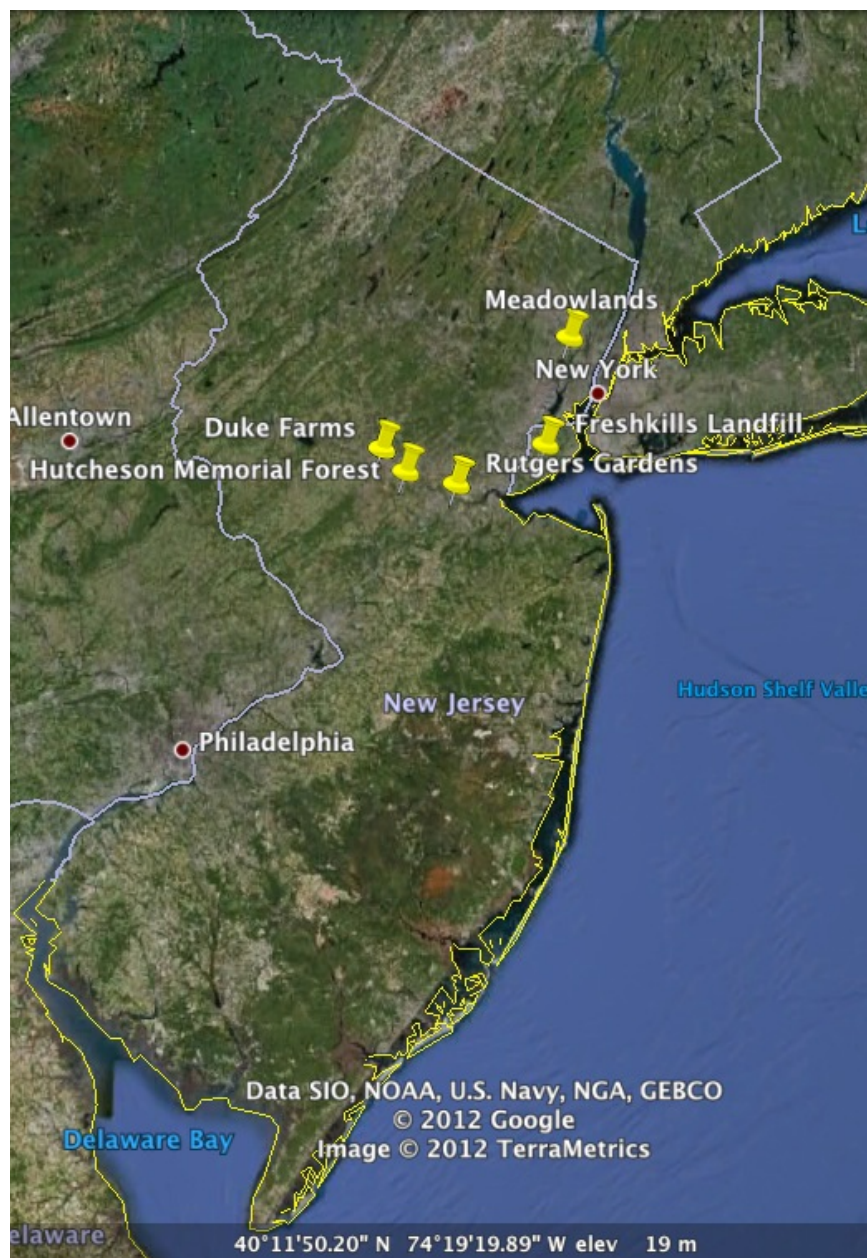 Meadowlands
New York
Allentown
Duke Farms
Freshkills Landfill
Hutcheson Memorial Forest
Rutgers Gardens
New Jersey
Hudson Shelf Valle
Philadelphia
Data SIO, NOAA, U.S. Navy, NGA, GEBCO
© 2012 Google
Image © 2012 TerraMetrics
Delaware Bay
elaware
40°11'50.20" N 74°19'19.89" W elev 19 m